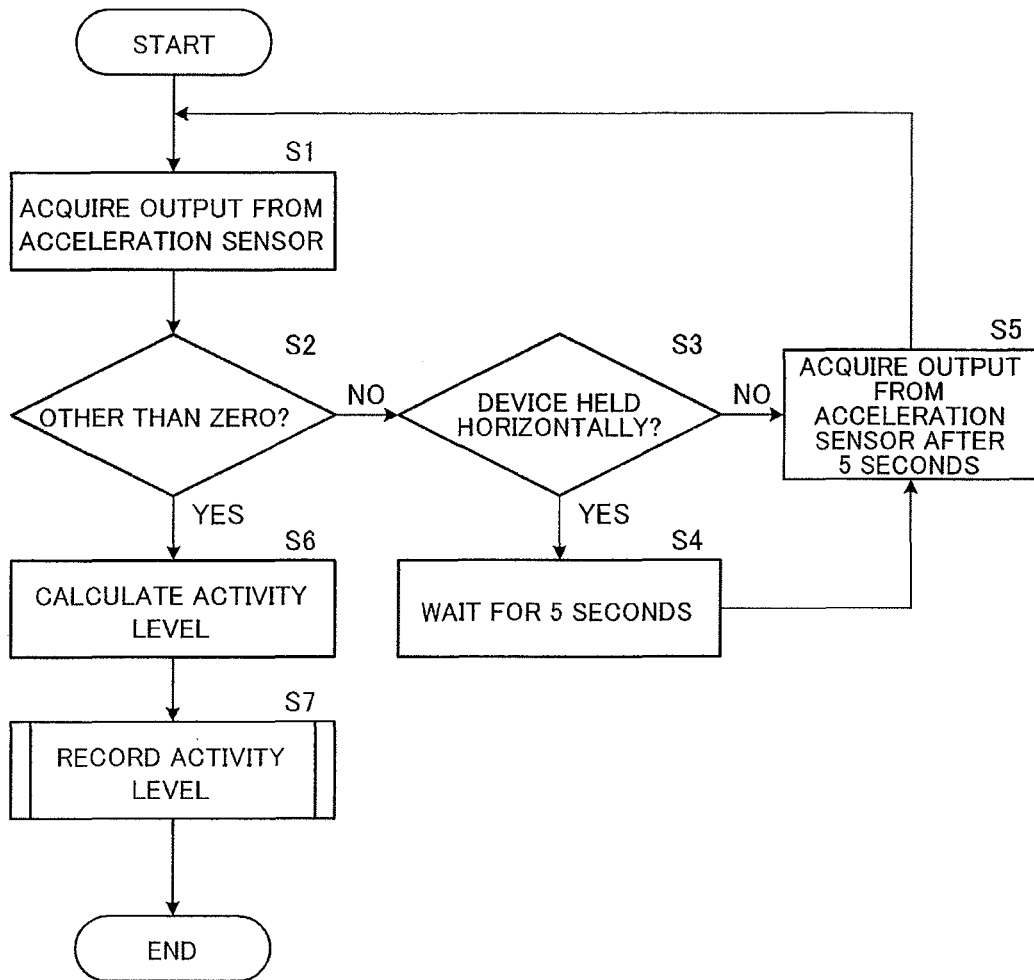 START
S1
ACQUIRE OUTPUT FROM
ACCELERATION SENSOR
S2
OTHER THAN ZERO?
NO
S3
DEVICE HELD
HORIZONTALLY?
NO
S5
ACQUIRE OUTPUT
FROM
ACCELERATION
SENSOR AFTER
5 SECONDS
YES
YES
S6
CALCULATE ACTIVITY
LEVEL
S4
WAIT FOR 5 SECONDS
S7
RECORD ACTIVITY
LEVEL
END